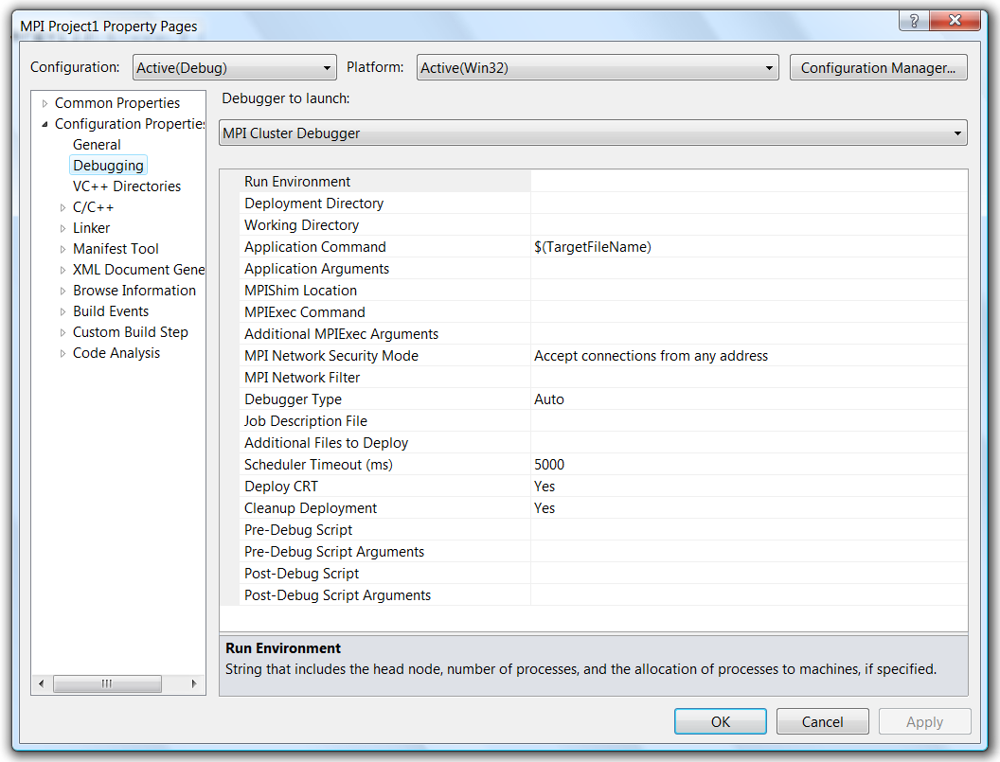 MPI Project1 Property Pages
Configuration: Active(Debug) Platform: Active(Win32) Configuration Manager...
Common Properties
Configuration Properties
General
Debugging
VC++ Directories
C/C++
Linker
Manifest Tool
XML Document Gene
Browse Information
Build Events
Custom Build Step
Code Analysis
Debugger to launch:
MPI Cluster Debugger
Run Environment
Deployment Directory
Working Directory
Application Command $(TargetFileName)
Application Arguments
MPIShim Location
MPIExec Command
Additional MPIExec Arguments
MPI Network Security Mode Accept connections from any address
MPI Network Filter
Debugger Type Auto
Job Description File
Additional Files to Deploy
Scheduler Timeout (ms) 5000
Deploy CRT Yes
Cleanup Deployment Yes
Pre-Debug Script
Pre-Debug Script Arguments
Post-Debug Script
Post-Debug Script Arguments
Run Environment
String that includes the head node, number of processes, and the allocation of processes to machines, if specified.
OK Cancel Apply